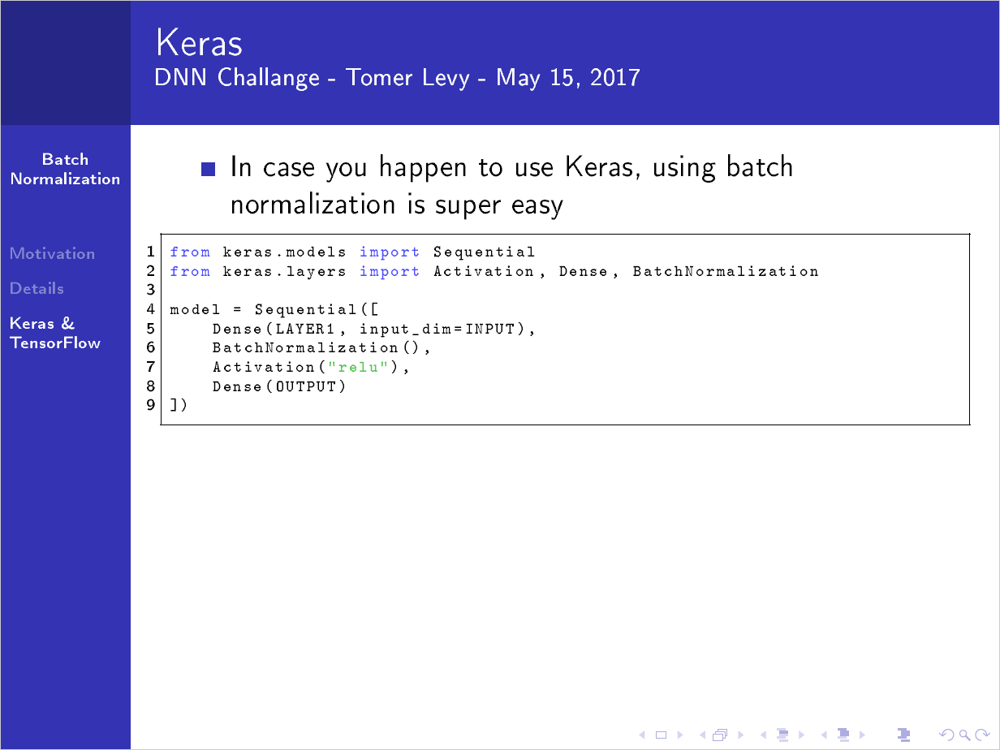 Keras
DNN Challange - Tomer Levy - May 15, 2017
Batch
Normalization
Motivation
Details
Keras &
TensorFlow
In case you happen to use Keras, using batch
normalization is super easy
1 from keras.models import Sequential
2 from keras.layers import Activation, Dense, BatchNormalization
3
4 model = Sequential([
5     Dense(LAYER1, input_dim=INPUT),
6     BatchNormalization(),
7     Activation("relu"),
8     Dense(OUTPUT)
9 ])